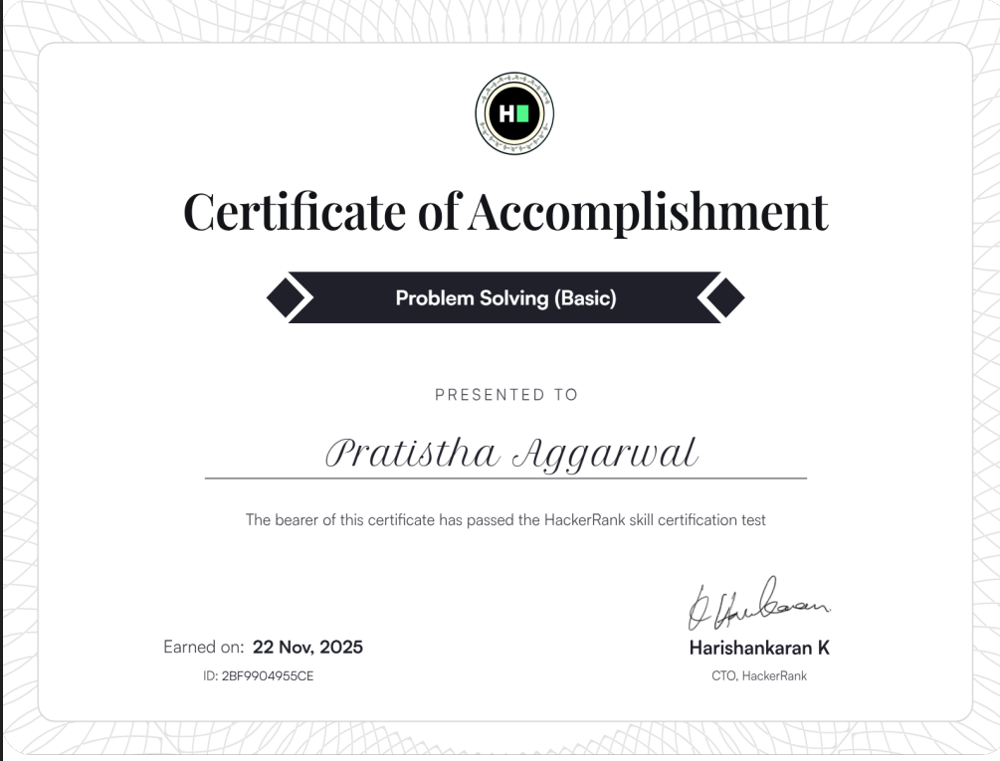 H
Certificate of Accomplishment
Problem Solving (Basic)
PRESENTED TO
Pratistha Aggarwal
The bearer of this certificate has passed the HackerRank skill certification test
Earned on: 22 Nov, 2025
ID: 2BF9904955CE
Harishankaran K
CTO, HackerRank